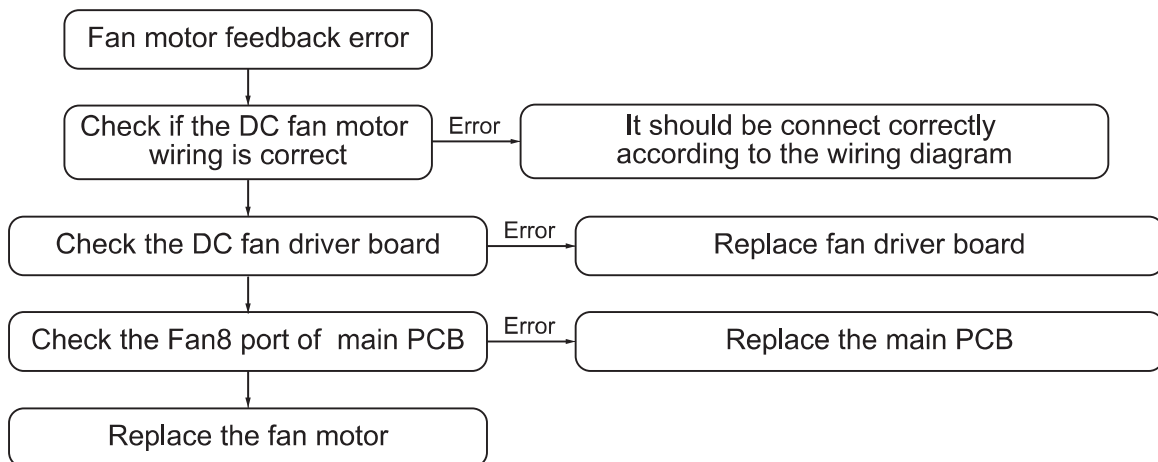 Fan motor feedback error
Check if the DC fan motor
wiring is correct
Error
It should be connect correctly
according to the wiring diagram
Check the DC fan driver board
Error
Replace fan driver board
Check the Fan8 port of main PCB
Error
Replace the main PCB
Replace the fan motor